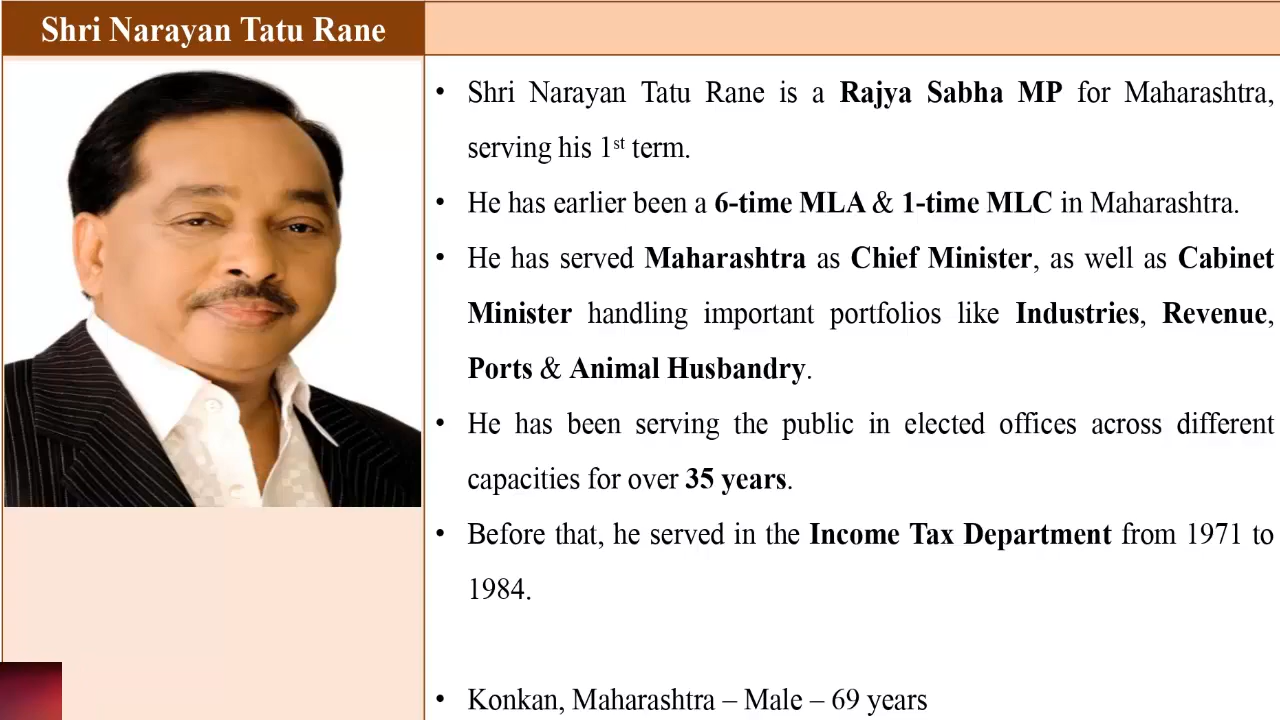 Shri Narayan Tatu Rane
• Shri Narayan Tatu Rane is a Rajya Sabha MP for Maharashtra,
serving his 1st term.
• He has earlier been a 6-time MLA & 1-time MLC in Maharashtra.
• He has served Maharashtra as Chief Minister, as well as Cabinet
Minister handling important portfolios like Industries, Revenue,
Ports & Animal Husbandry.
• He has been serving the public in elected offices across different
capacities for over 35 years.
• Before that, he served in the Income Tax Department from 1971 to
1984.
• Konkan, Maharashtra – Male – 69 years